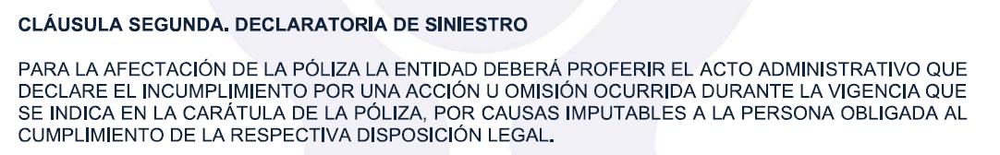 CLÁUSULA SEGUNDA. DECLARATORIA DE SINIESTRO
PARA LA AFECTACIÓN DE LA PÓLIZA LA ENTIDAD DEBERÁ PROFERIR EL ACTO ADMINISTRATIVO QUE
DECLARE EL INCUMPLIMIENTO POR UNA ACCIÓN U OMISIÓN OCURRIDA DURANTE LA VIGENCIA QUE
SE INDICA EN LA CARÁTULA DE LA PÓLIZA, POR CAUSAS IMPUTABLES A LA PERSONA OBLIGADA AL
CUMPLIMIENTO DE LA RESPECTIVA DISPOSICIÓN LEGAL.